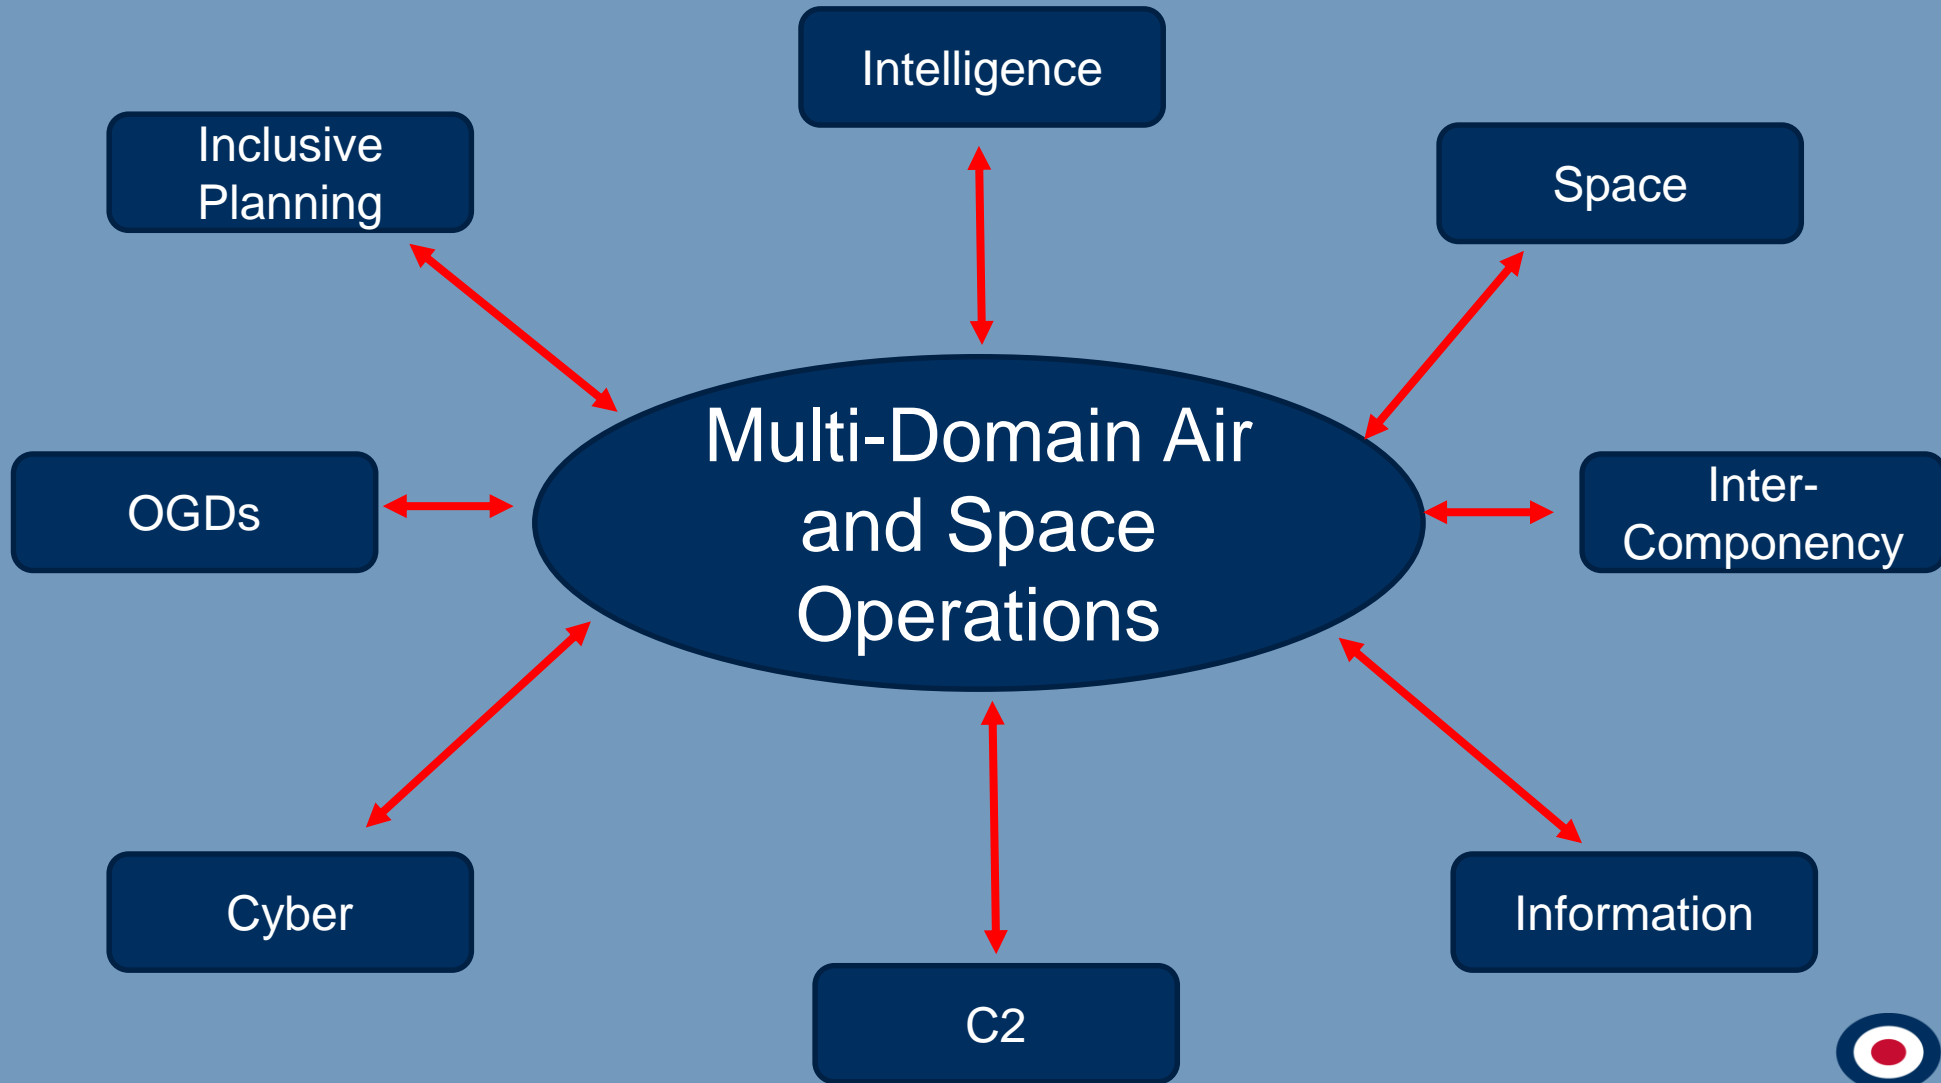 Intelligence
Inclusive
Planning
Space
Multi-Domain Air
and Space
Operations
OGDs
Inter-
Componency
Cyber
Information
C2